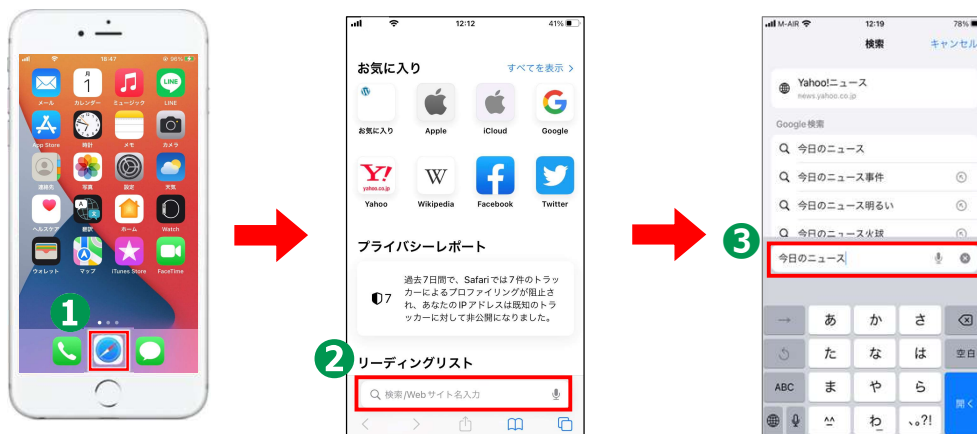 18:47
36%
月
1
LINE
メール
カレンダー
ミュージック
LINE
App Store
時計
メモ
カメラ
連絡先
写真
設定
天気
ヘルスケア
翻訳
ホーム
Watch
ウォレット
マップ
iTunes Store
FaceTime
1
12:12
41%
お気に入り
すべてを表示 >
お気に入り
Apple
iCloud
Google
Y!
yahoo.co.jp
W
Yahoo
Wikipedia
Facebook
Twitter
プライバシーレポート
7
過去7日間で、Safariでは7件のトラッ
カーによるプロファイリングが阻止さ
れ、あなたのIPアドレスは既知のトラ
ッカーに対して非公開になりました。
2
リーディングリスト
検索/Webサイト名入力
M-AIR
12:19
78%
検索
キャンセル
Yahoo!ニュース
news.yahoo.co.jp
Google検索
今日のニュース
今日のニュース事件
今日のニュース明るい
今日のニュース火球
3
今日のニュース
→ あ か さ
た な は 空白
ABC ま や ら
開く
^^ わ 、。?!